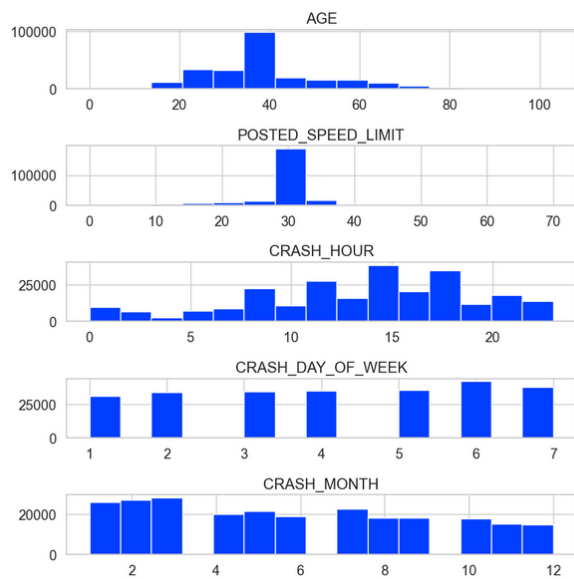 AGE
100000
0
0 20 40 60 80 100
POSTED_SPEED_LIMIT
100000
0
0 10 20 30 40 50 60 70
CRASH_HOUR
25000
0
0 5 10 15 20
CRASH_DAY_OF_WEEK
25000
0
1 2 3 4 5 6 7
CRASH_MONTH
20000
0
2 4 6 8 10 12